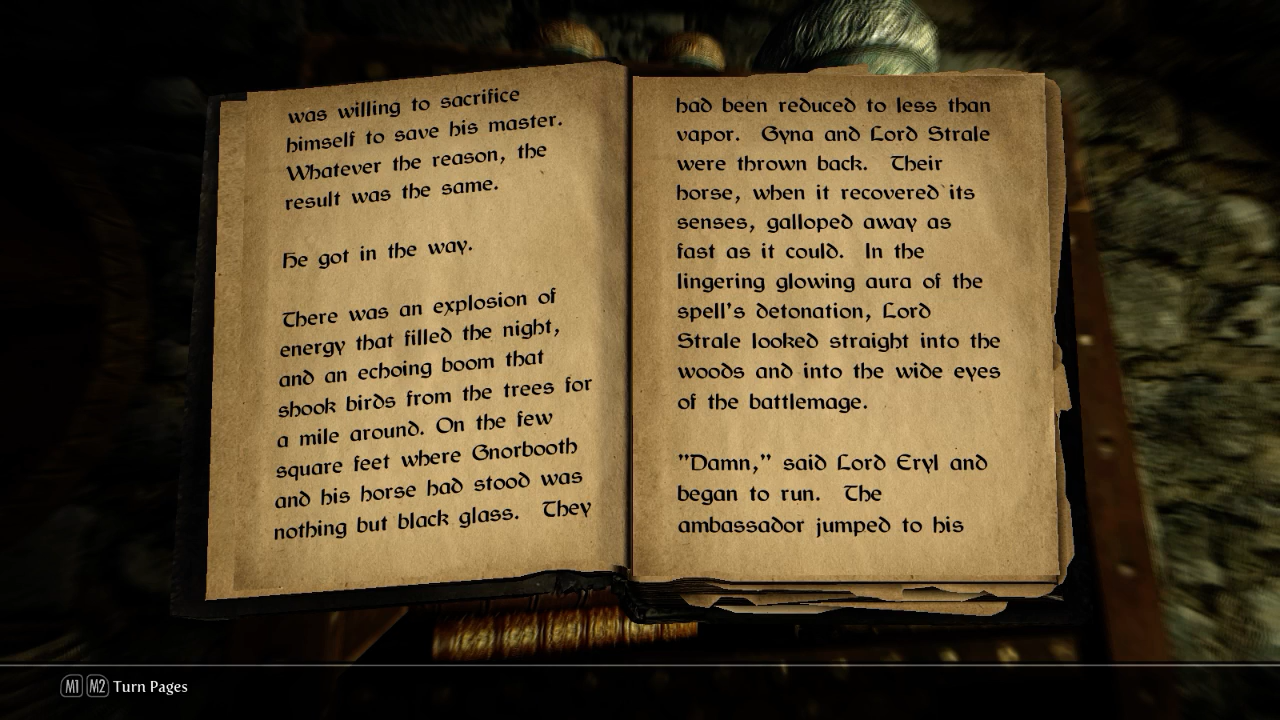 was willing to sacrifice
himself to save his master.
Whatever the reason, the
result was the same.
He got in the way.
There was an explosion of
energy that filled the night,
and an echoing boom that
shook birds from the trees for
a mile around. On the few
square feet where Gnorbooth
and his horse had stood was
nothing but black glass.  They
had been reduced to less than
vapor.  Gyna and Lord Strale
were thrown back.  Their
horse, when it recovered its
senses, galloped away as
fast as it could.  In the
lingering glowing aura of the
spell's detonation, Lord
Strale looked straight into the
woods and into the wide eyes
of the battlemage.
"Damn," said Lord Eryl and
began to run.  The
ambassador jumped to his
M1 M2 Turn Pages